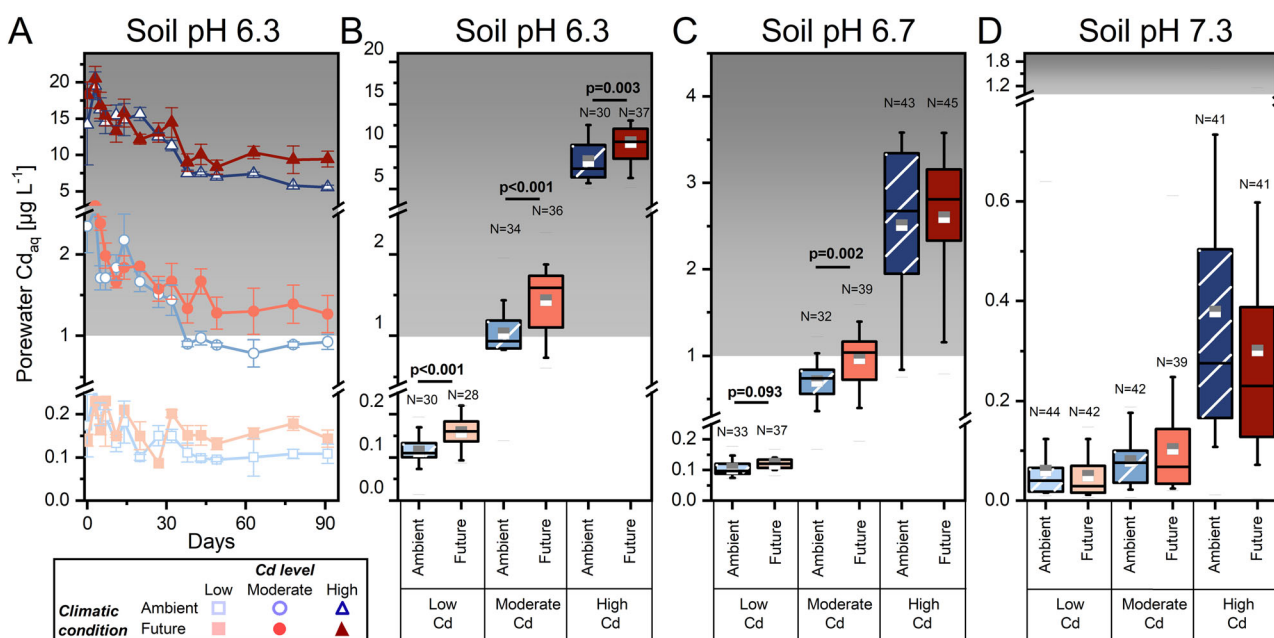 A Soil pH 6.3 B Soil pH 6.3 C Soil pH 6.7 D Soil pH 7.3
Powerwater Cd_aq [µg L⁻¹]
20
15
10
5
2
1
0.2
0.1
0.0
0 30 60 90
Days
20
15
10
5
2
1
0.2
0.1
0.0
p<0.001
N=30 N=28
p<0.001
N=34 N=36
p=0.003
N=30 N=37
4
3
2
1
0.2
0.1
0.0
p=0.093
N=33 N=37
p=0.002
N=32 N=39
N=43 N=45
1.8
1.2
0.6
0.4
0.2
0.0
N=44 N=42
N=42 N=39
N=41 N=41
Ambient Future Ambient Future Ambient Future
Low Cd Moderate Cd High Cd
Ambient Future Ambient Future Ambient Future
Low Cd Moderate Cd High Cd
Ambient Future Ambient Future Ambient Future
Low Cd Moderate Cd High Cd
Cd level
Low Moderate High
Climatic condition
Ambient
Future